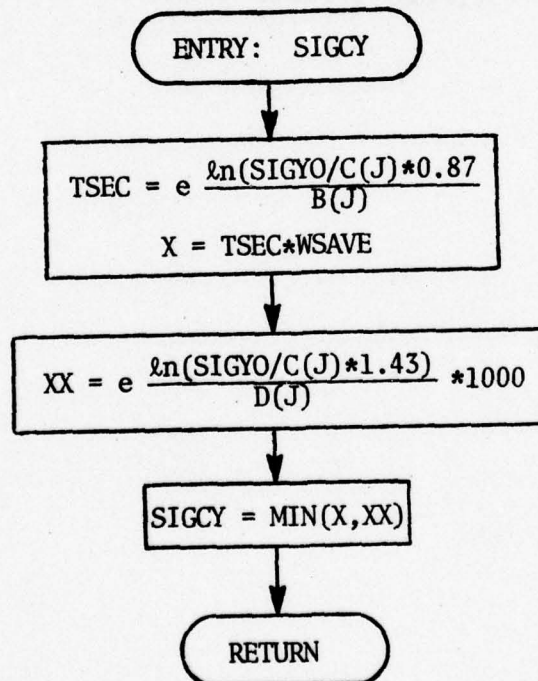 ENTRY: SIGCY
TSEC = e ℓn(SIGYO/C(J)*0.87 / B(J)
X = TSEC*WSAVE
XX = e ℓn(SIGYO/C(J)*1.43) / D(J) *1000
SIGCY = MIN(X,XX)
RETURN